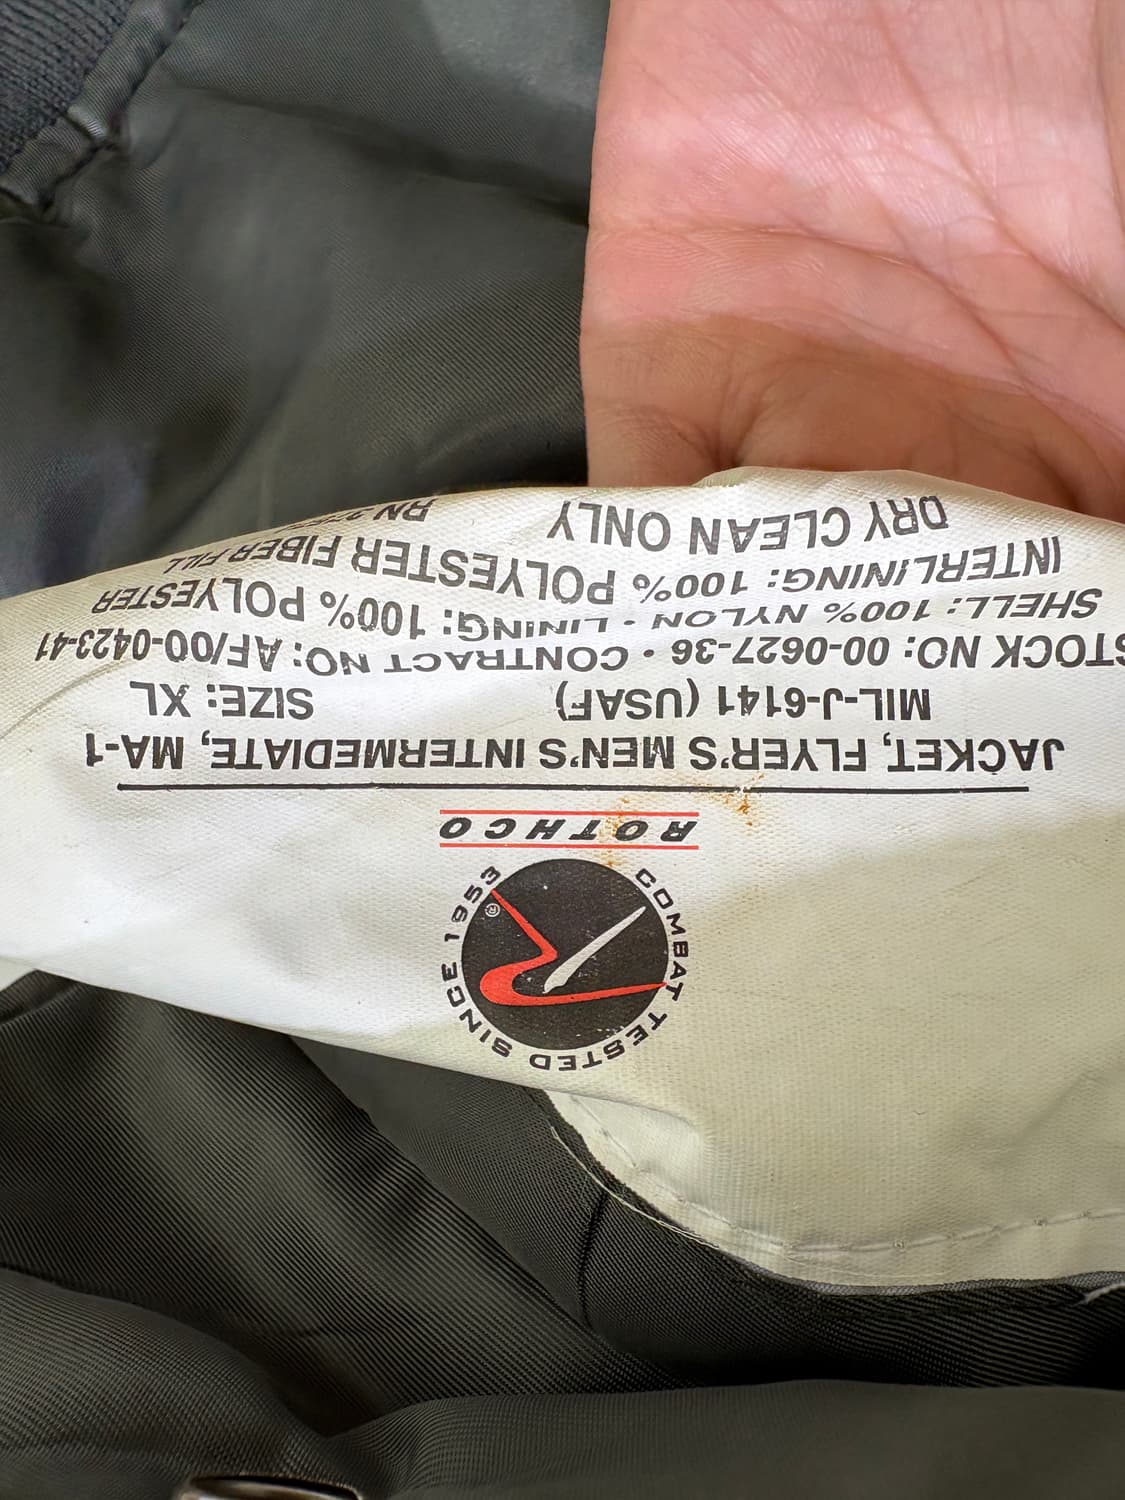 COMBAT TESTED SINCE 1953
®
ROTHCO
JACKET, FLYER'S MEN'S INTERMEDIATE, MA-1
MIL-J-6141 (USAF) SIZE: XL
STOCK NO: 00-0627-36 • CONTRACT NO: AF/00-0423-41
SHELL: 100% NYLON - LINING: 100% POLYESTER
INTERLINING: 100% POLYESTER FIBER FILL
DRY CLEAN ONLY RN